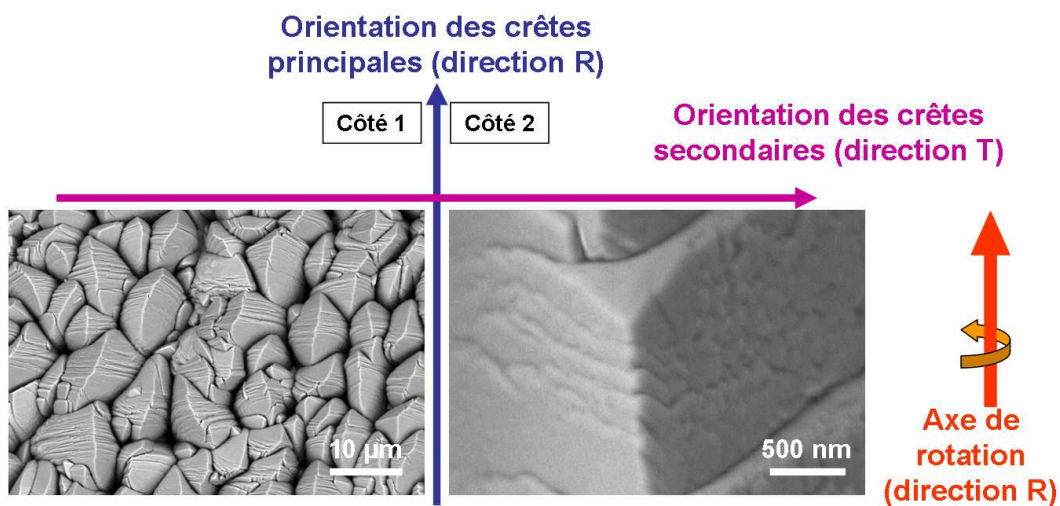 Orientation des crêtes
principales (direction R)
Côté 1
Côté 2
Orientation des crêtes
secondaires (direction T)
10 µm
500 nm
Axe de
rotation
(direction R)